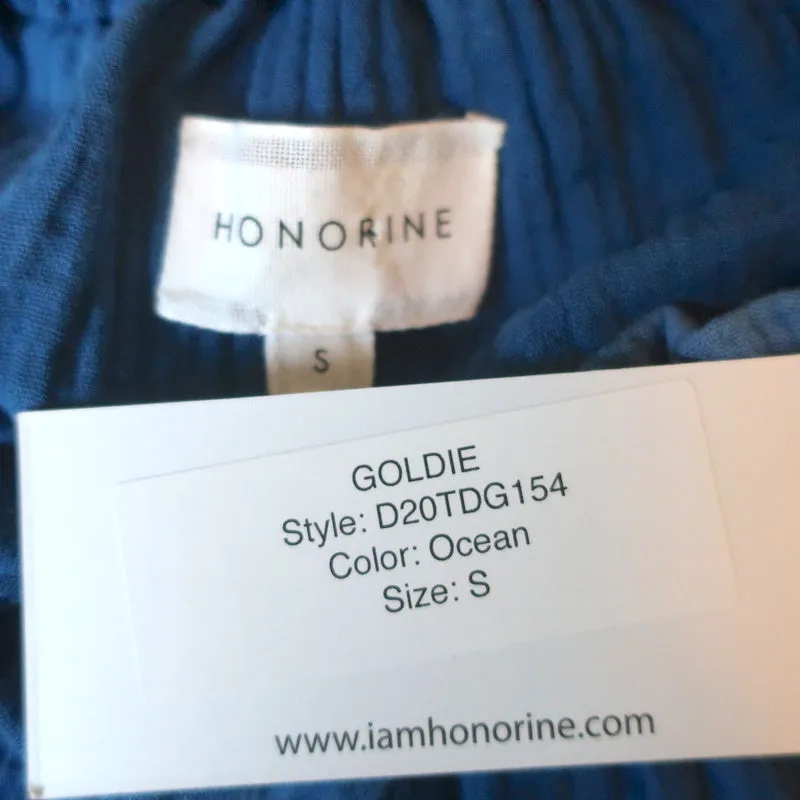 HONORINE
S
GOLDIE
Style: D20TDG154
Color: Ocean
Size: S
www.iamhonorine.com